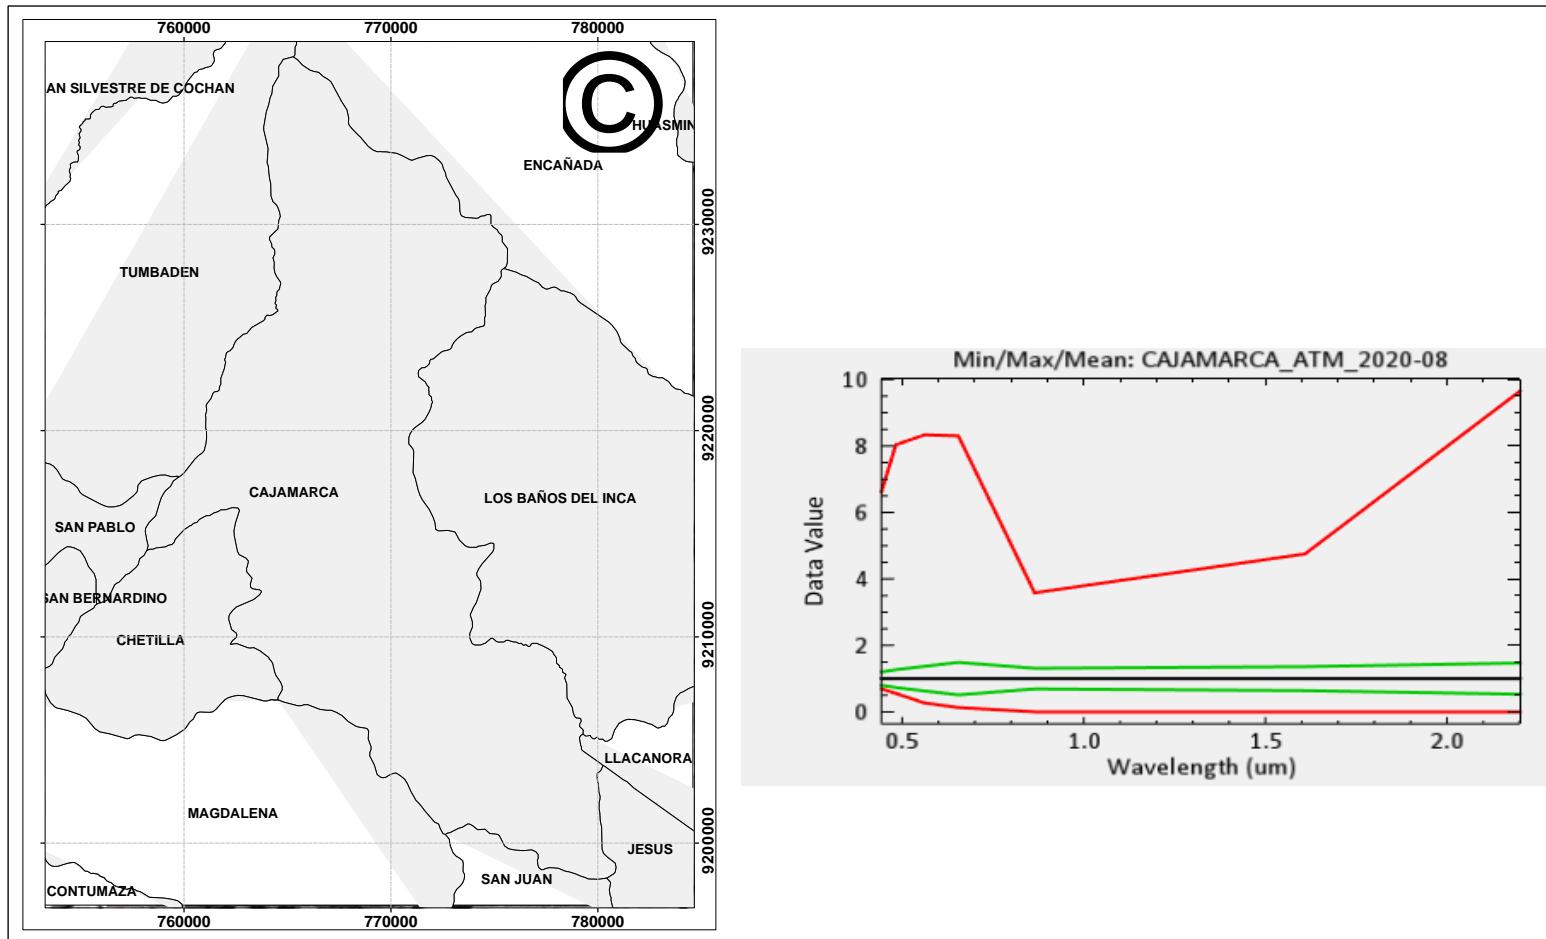 760000
770000
780000
AN SILVESTRE DE COCHAN
©
HUASMIN
ENCAÑADA
9230000
TUMBADEN
9220000
CAJAMARCA
LOS BAÑOS DEL INCA
SAN PABLO
SAN BERNARDINO
CHETILLA
9210000
LLACANORA
MAGDALENA
9200000
JESUS
SAN JUAN
CONTUMAZA
760000
770000
780000
Min/Max/Mean: CAJAMARCA_ATM_2020-08
10
8
6
4
2
0
Data Value
0.5
1.0
1.5
2.0
Wavelength (um)